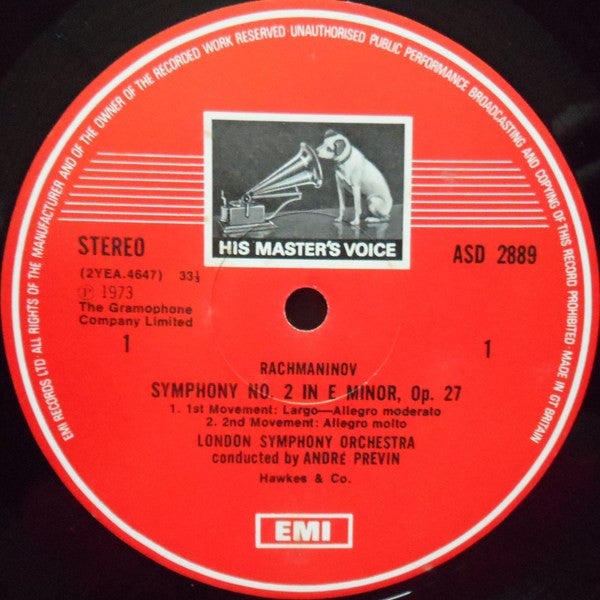 EMI RECORDS LTD ALL RIGHTS OF THE MANUFACTURER AND OF THE OWNER OF THE RECORDED WORK RESERVED UNAUTHORISED PUBLIC PERFORMANCE BROADCASTING AND COPYING OF THIS RECORD PROHIBITED · MADE IN GT BRITAIN
HIS MASTER'S VOICE
STEREO
ASD 2889
(2YEA.4647) 33⅓
℗ 1973
The Gramophone
Company Limited
1
1
RACHMANINOV
SYMPHONY NO. 2 IN E MINOR, Op. 27
1. 1st Movement: Largo—Allegro moderato
2. 2nd Movement: Allegro molto
LONDON SYMPHONY ORCHESTRA
conducted by ANDRÉ PREVIN
Hawkes & Co.
EMI